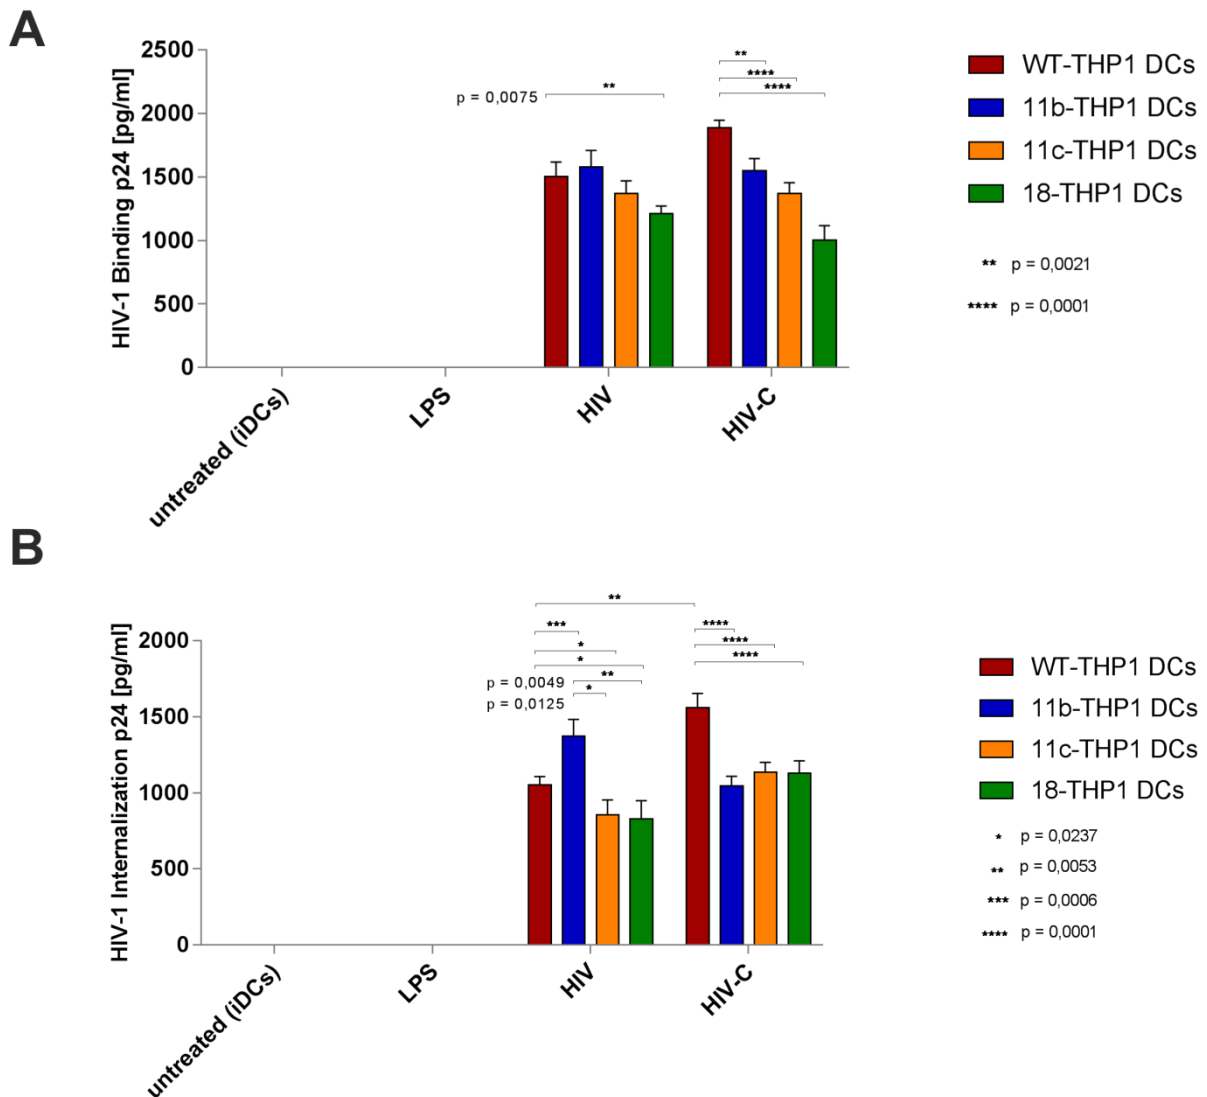 A
HIV-1 Binding p24 [pg/ml]
2500
2000
1500
1000
500
0
p = 0,0075
**
**
****
****
untreated (iDCs)
LPS
HIV
HIV-C
WT-THP1 DCs
11b-THP1 DCs
11c-THP1 DCs
18-THP1 DCs
** p = 0,0021
**** p = 0,0001
B
HIV-1 Internalization p24 [pg/ml]
2000
1500
1000
500
0
**
***
*
*
p = 0,0049 **
p = 0,0125 *
****
****
****
untreated (iDCs)
LPS
HIV
HIV-C
WT-THP1 DCs
11b-THP1 DCs
11c-THP1 DCs
18-THP1 DCs
* p = 0,0237
** p = 0,0053
*** p = 0,0006
**** p = 0,0001